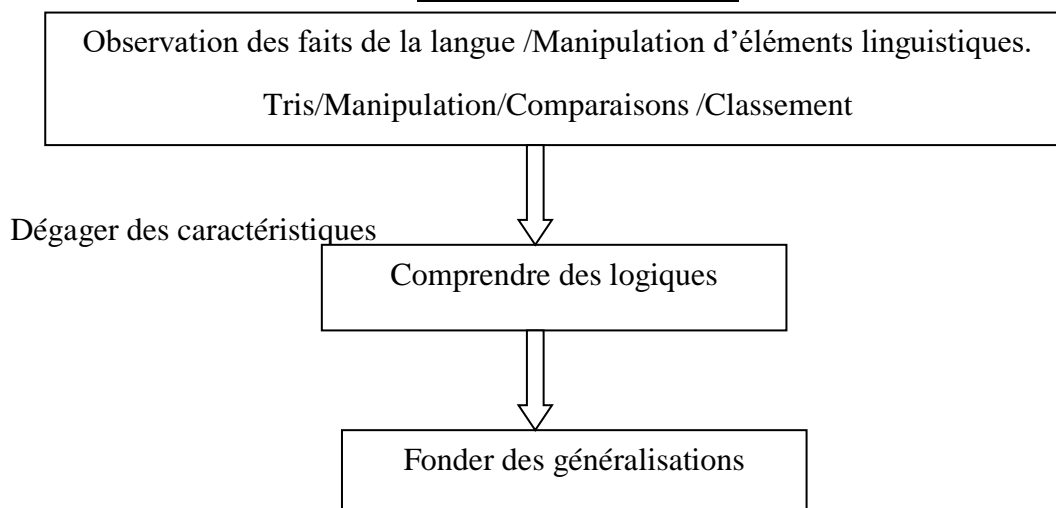 Observation des faits de la langue /Manipulation d’éléments linguistiques.
Tris/Manipulation/Comparaisons /Classement
Dégager des caractéristiques
Comprendre des logiques
Fonder des généralisations